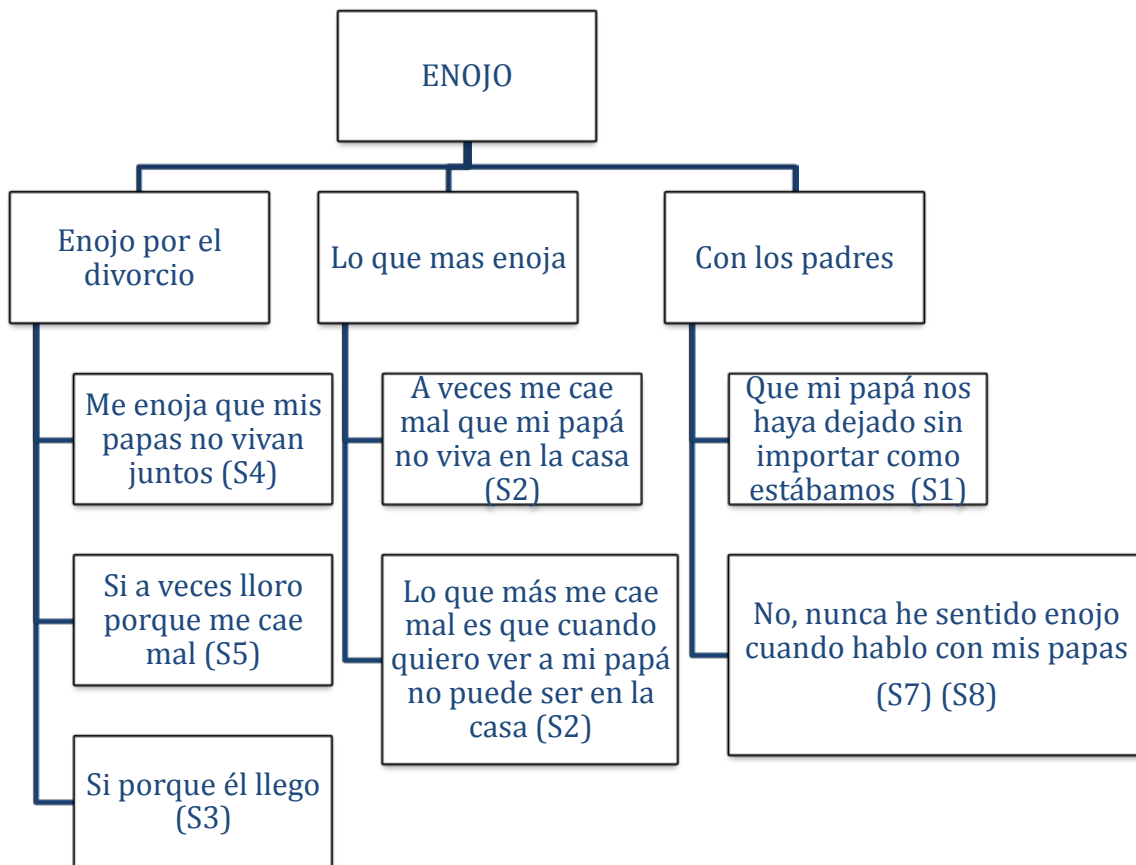 ENOJO
Enojo por el
divorcio
Me enoja que mis
papas no vivan
juntos (S4)
Si a veces lloro
porque me cae
mal (S5)
Si porque él llego
(S3)
Lo que mas enoja
A veces me cae
mal que mi papá
no viva en la casa
(S2)
Lo que más me cae
mal es que cuando
quiero ver a mi papá
no puede ser en la
casa (S2)
Con los padres
Que mi papá nos
haya dejado sin
importar como
estábamos (S1)
No, nunca he sentido enojo
cuando hablo con mis papas
(S7) (S8)